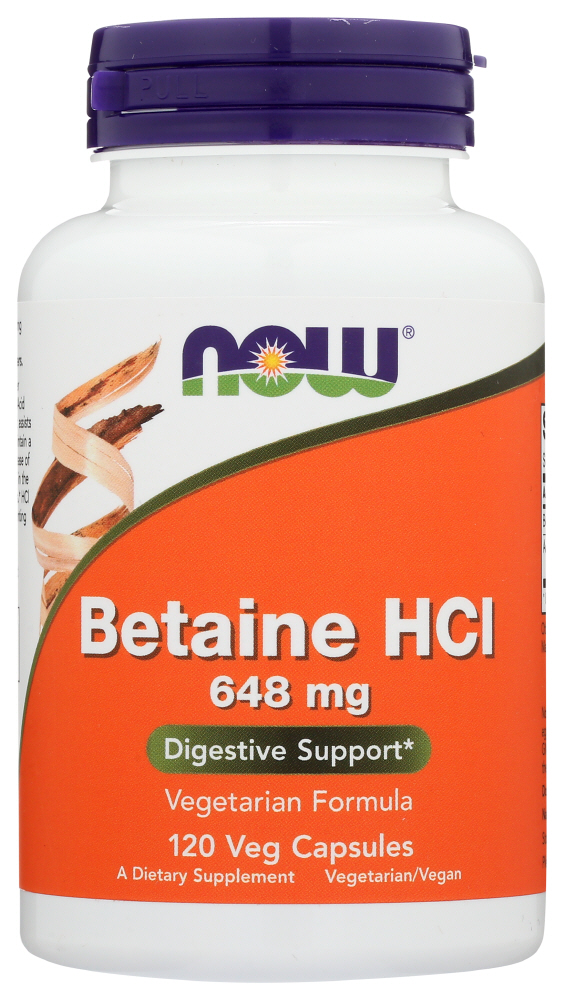 PULL
NOW®
Betaine HCl
648 mg
Digestive Support*
Vegetarian Formula
120 Veg Capsules
A Dietary Supplement Vegetarian/Vegan